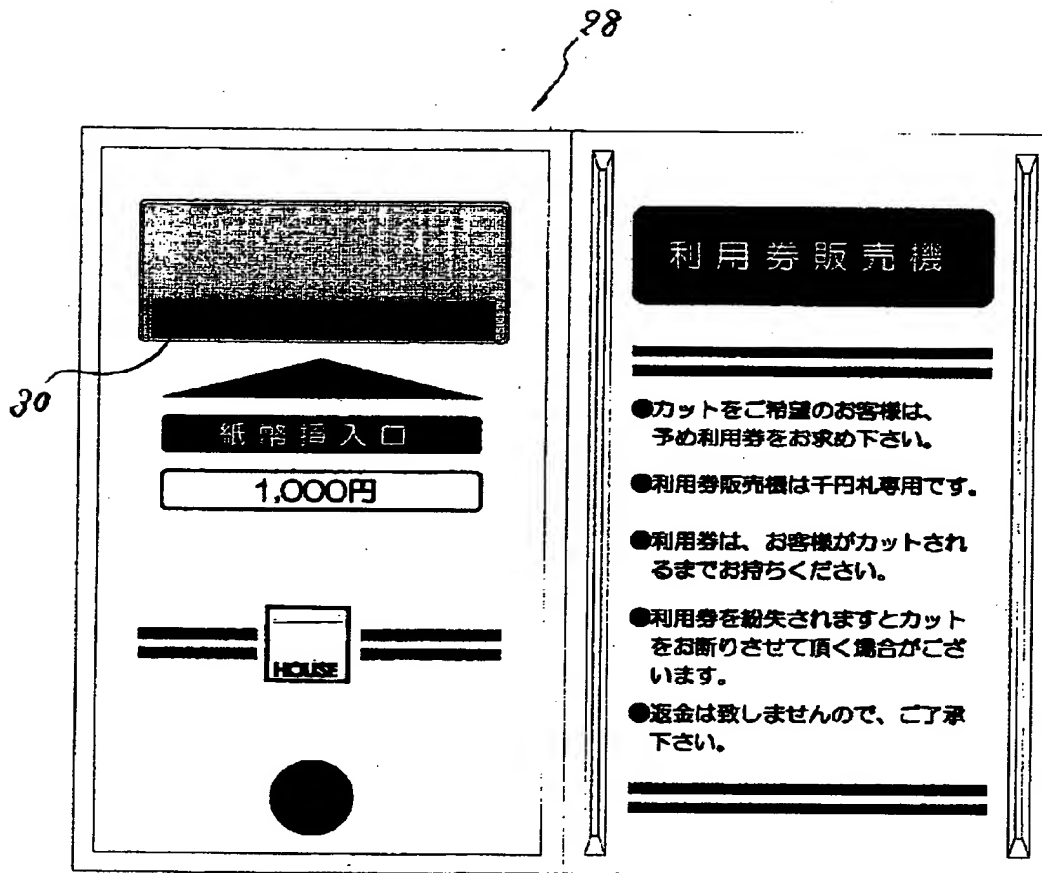 28
30
紙幣挿入口
1,000円
HOUSE
利用券販売機
●カットをご希望のお客様は、
予め利用券をお求め下さい。
●利用券販売機は千円札専用です。
●利用券は、お客様がカットされ
るまでお持ちください。
●利用券を紛失されますとカット
をお断りさせて頂く場合がござ
います。
●返金は致しませんので、ご了承
下さい。